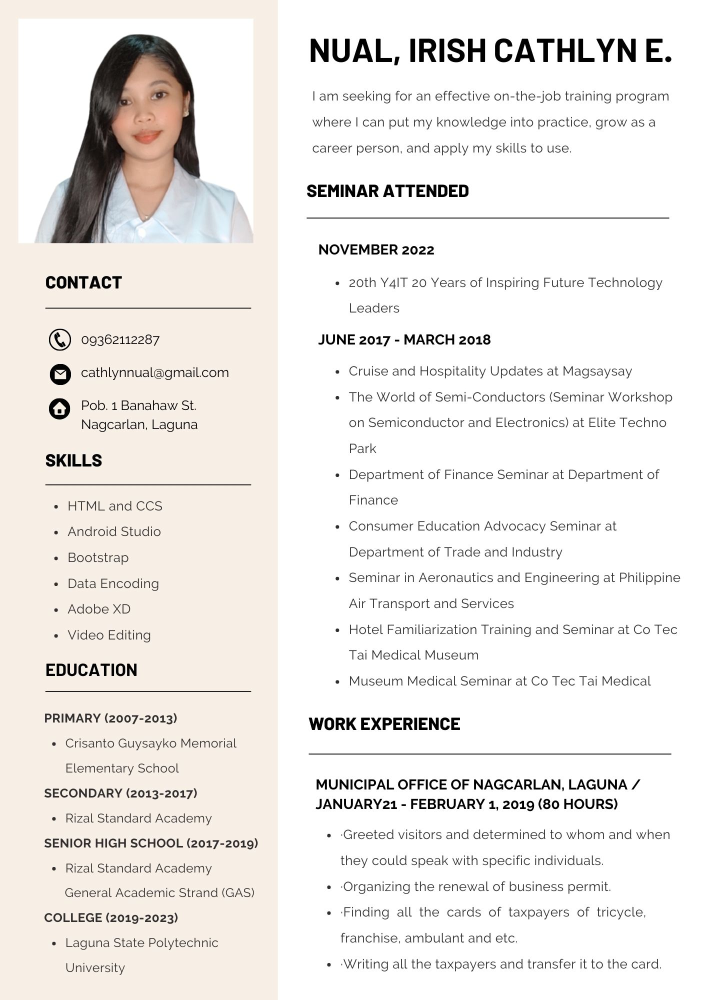 NUAL, IRISH CATHLYN E.
I am seeking for an effective on-the-job training program
where I can put my knowledge into practice, grow as a
career person, and apply my skills to use.
CONTACT
09362112287
cathlynnual@gmail.com
Pob. 1 Banahaw St.
Nagcarlan, Laguna
SKILLS
• HTML and CCS
• Android Studio
• Bootstrap
• Data Encoding
• Adobe XD
• Video Editing
EDUCATION
PRIMARY (2007-2013)
• Crisanto Guysayko Memorial
Elementary School
SECONDARY (2013-2017)
• Rizal Standard Academy
SENIOR HIGH SCHOOL (2017-2019)
• Rizal Standard Academy
General Academic Strand (GAS)
COLLEGE (2019-2023)
• Laguna State Polytechnic
University
SEMINAR ATTENDED
NOVEMBER 2022
• 20th Y4IT 20 Years of Inspiring Future Technology
Leaders
JUNE 2017 - MARCH 2018
• Cruise and Hospitality Updates at Magsaysay
• The World of Semi-Conductors (Seminar Workshop
on Semiconductor and Electronics) at Elite Techno
Park
• Department of Finance Seminar at Department of
Finance
• Consumer Education Advocacy Seminar at
Department of Trade and Industry
• Seminar in Aeronautics and Engineering at Philippine
Air Transport and Services
• Hotel Familiarization Training and Seminar at Co Tec
Tai Medical Museum
• Museum Medical Seminar at Co Tec Tai Medical
WORK EXPERIENCE
MUNICIPAL OFFICE OF NAGCARLAN, LAGUNA /
JANUARY21 - FEBRUARY 1, 2019 (80 HOURS)
• ·Greeted visitors and determined to whom and when
they could speak with specific individuals.
• ·Organizing the renewal of business permit.
• ·Finding all the cards of taxpayers of tricycle,
franchise, ambulant and etc.
• ·Writing all the taxpayers and transfer it to the card.